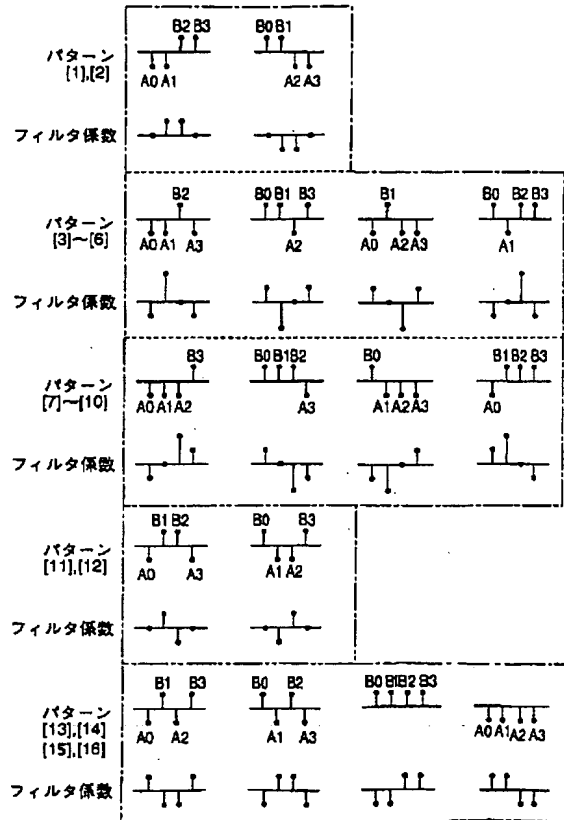 B2 B3 B0 B1
パターン
[1],[2]
A0 A1 A2 A3
フィルタ係数
B2 B0 B1 B3 B1 B0 B2 B3
パターン
[3]〜[6]
A0 A1 A3 A2 A0 A2 A3 A1
フィルタ係数
B3 B0 B1B2 B0 B1 B2 B3
パターン
[7]〜[10]
A0 A1 A2 A3 A1 A2 A3 A0
フィルタ係数
B1 B2 B0 B3
パターン
[11],[12]
A0 A3 A1 A2
フィルタ係数
B1 B3 B0 B2 B0 B1B2 B3
パターン
[13],[14]
[15],[16]
A0 A2 A1 A3 A0 A1 A2 A3
フィルタ係数